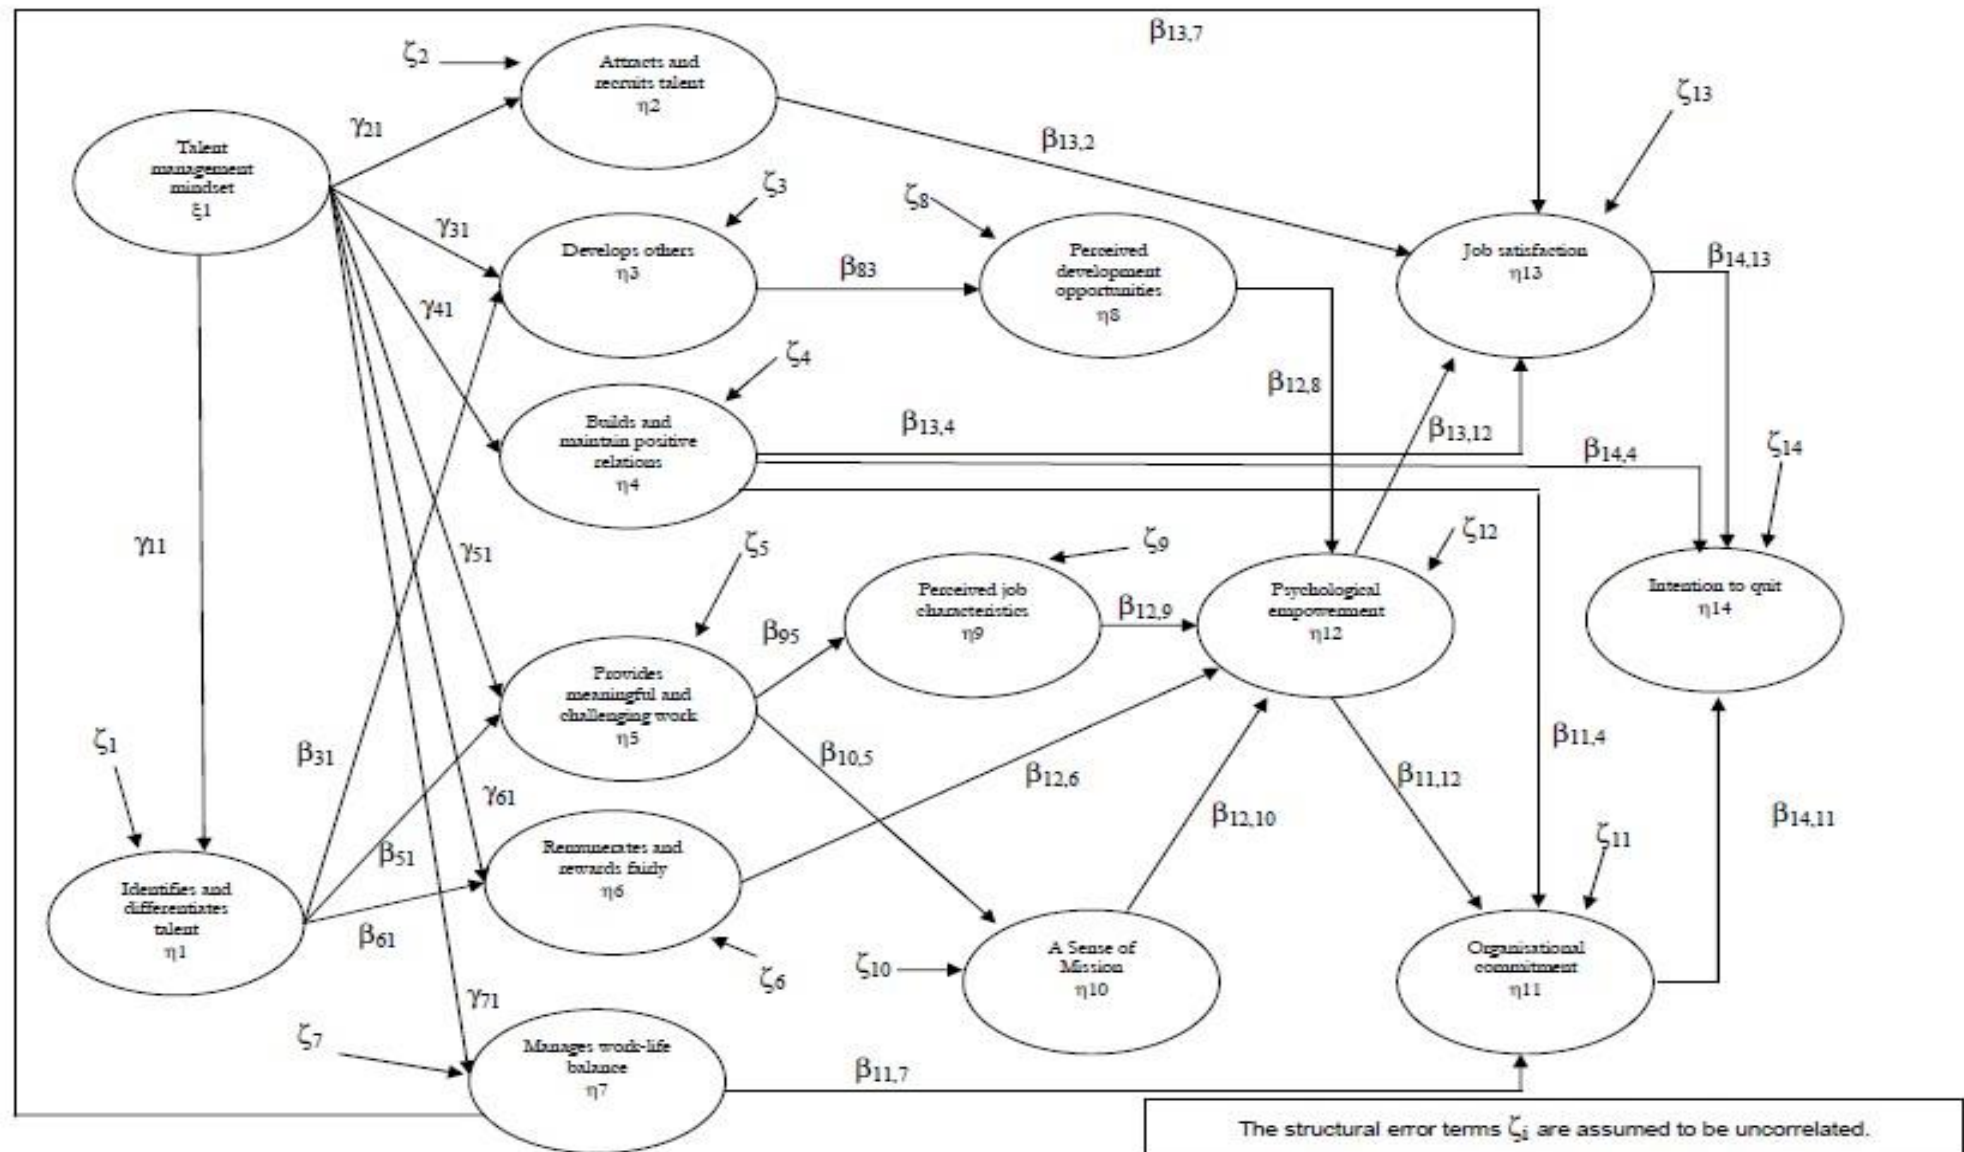 β13,7
ζ2
Attracts and
recruits talent
η2
ζ13
γ21
β13,2
Talent
management
mindset
ξ1
ζ3
ζ8
γ31
Develops others
η3
β83
Perceived
development
opportunities
η8
Job satisfaction
η13
β14,13
γ41
ζ4
β12,8
Builds and
maintain positive
relations
η4
β13,4
β13,12
β14,4
ζ14
γ11
γ51
ζ5
ζ9
ζ12
Perceived job
characteristics
η9
β12,9
Psychological
empowerment
η12
Intention to quit
η14
β95
Provides
meaningful and
challenging work
η5
ζ1
β31
β10,5
β12,6
β11,12
β11,4
γ61
β12,10
β14,11
β51
Remunerates and
rewards fairly
η6
ζ11
Identifies and
differentiates
talent
η1
β61
ζ6
ζ10
A Sense of
Mission
η10
Organisational
commitment
η11
γ71
ζ7
Manages work-life
balance
η7
β11,7
The structural error terms ζi are assumed to be uncorrelated.